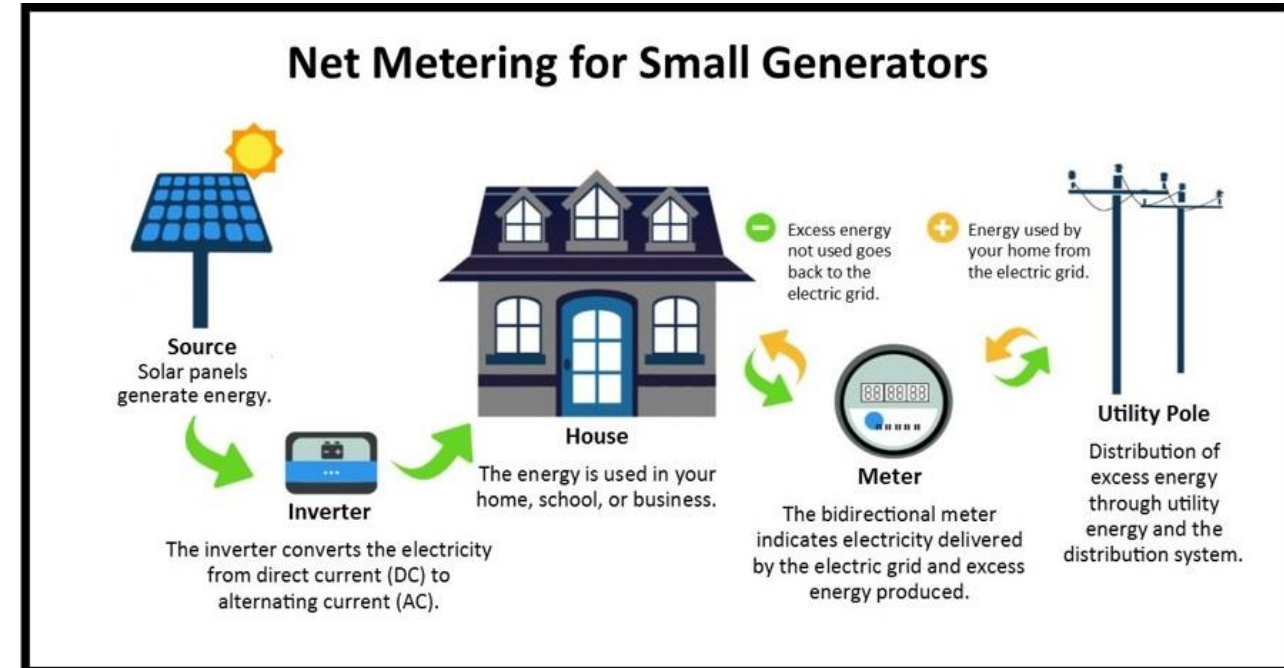 Net Metering for Small Generators
Source
Solar panels
generate energy.
Inverter
The inverter converts the electricity
from direct current (DC) to
alternating current (AC).
House
The energy is used in your
home, school, or business.
Excess energy
not used goes
back to the
electric grid.
Energy used by
your home from
the electric grid.
88 88 88
Meter
The bidirectional meter
indicates electricity delivered
by the electric grid and excess
energy produced.
Utility Pole
Distribution of
excess energy
through utility
energy and the
distribution system.